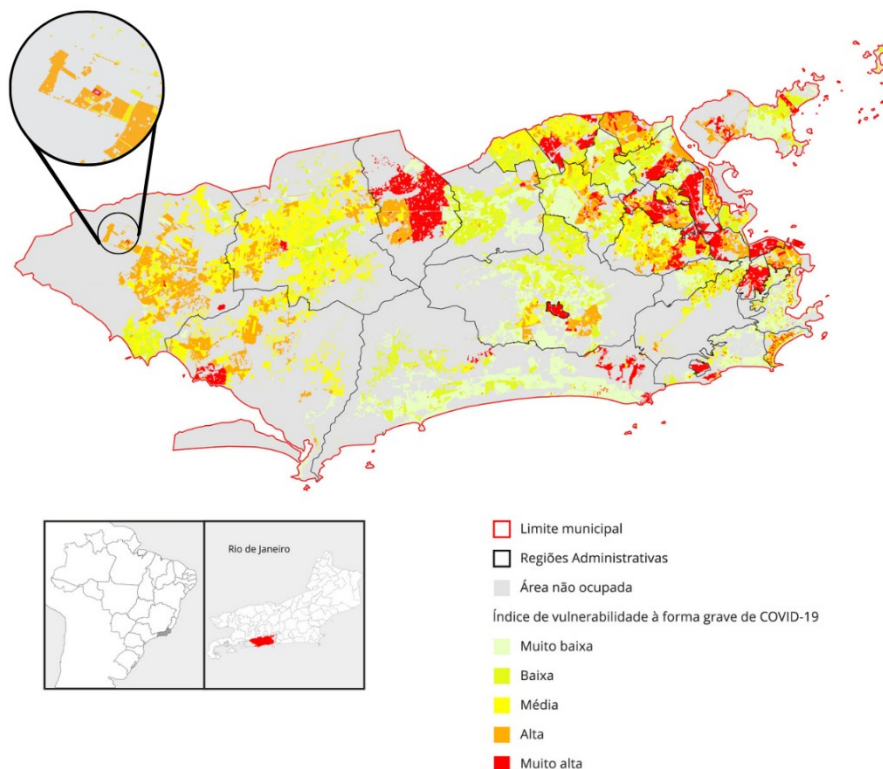 Rio de Janeiro
Limite municipal
Regiões Administrativas
Área não ocupada
Índice de vulnerabilidade à forma grave de COVID-19
Muito baixa
Baixa
Média
Alta
Muito alta